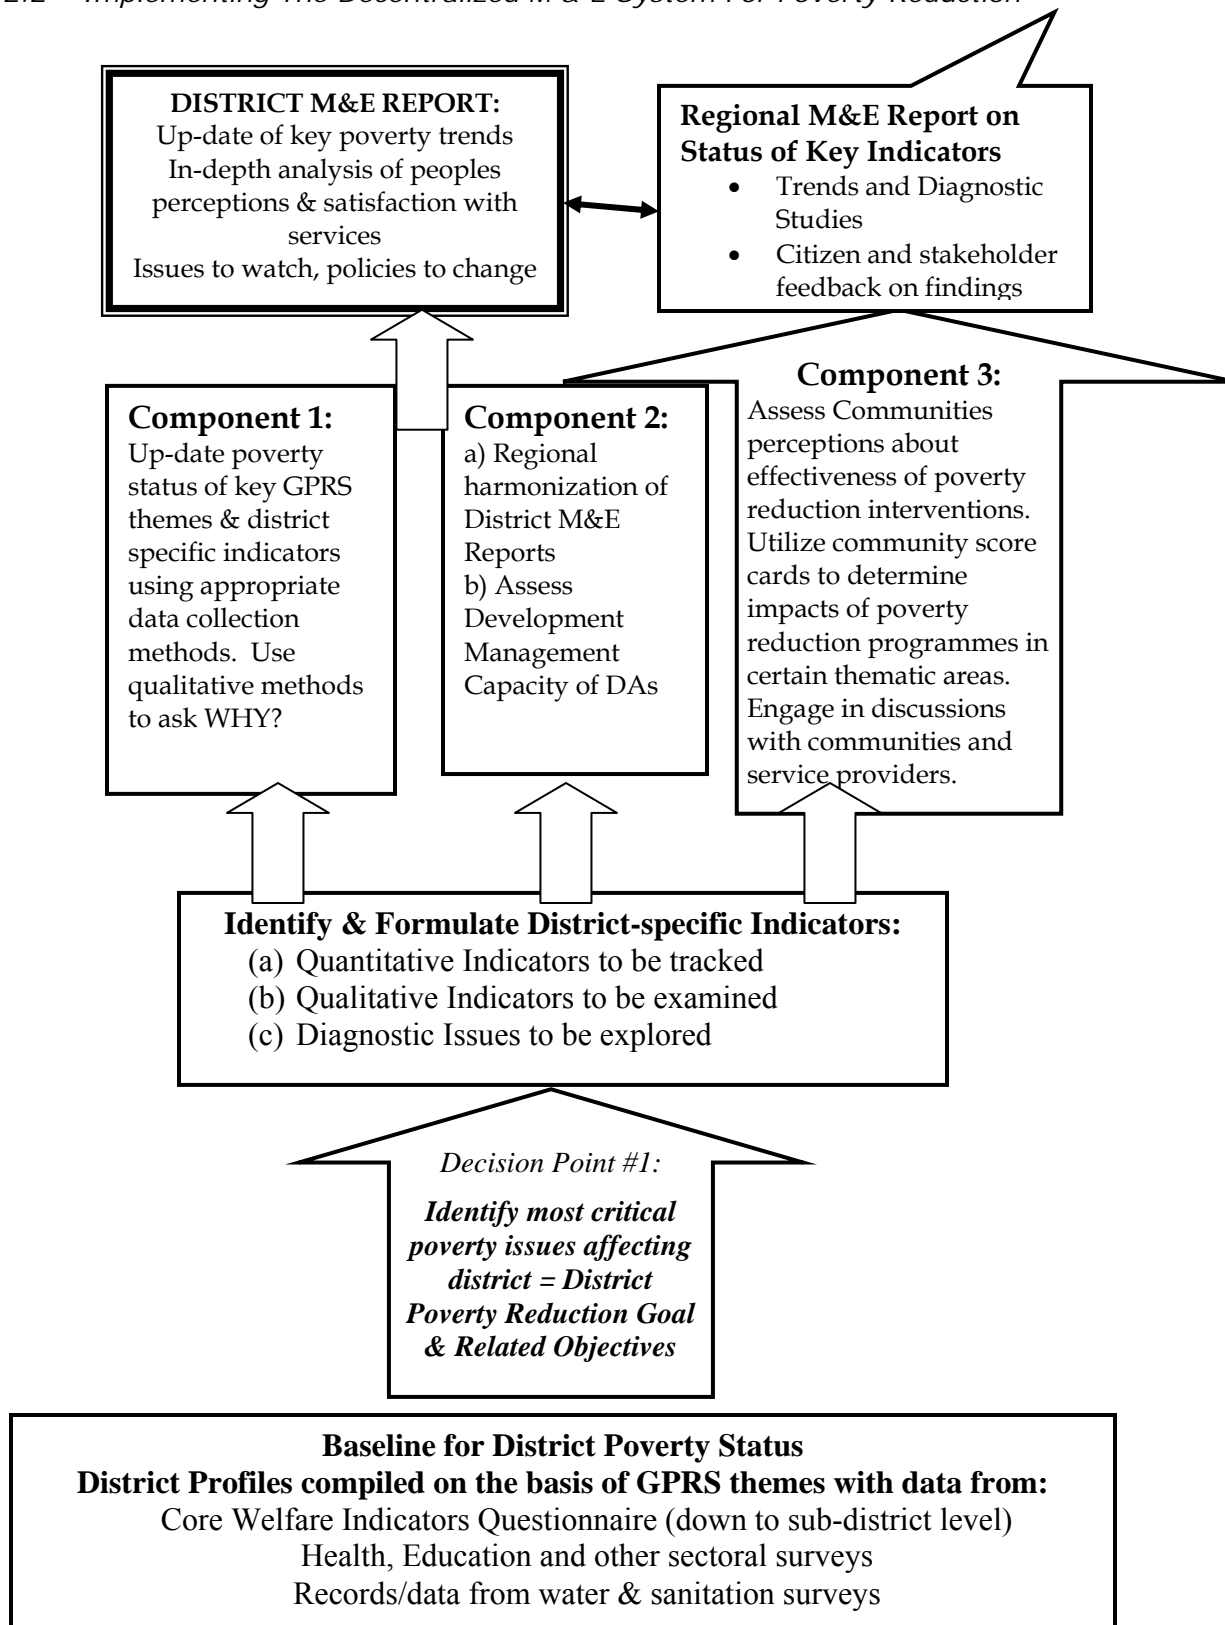 2.2 Implementing The Decentralized M & E System For Poverty Reduction
DISTRICT M&E REPORT:
Up-date of key poverty trends
In-depth analysis of peoples
perceptions & satisfaction with
services
Issues to watch, policies to change
Regional M&E Report on
Status of Key Indicators
• Trends and Diagnostic
Studies
• Citizen and stakeholder
feedback on findings
Component 1:
Up-date poverty
status of key GPRS
themes & district
specific indicators
using appropriate
data collection
methods. Use
qualitative methods
to ask WHY?
Component 2:
a) Regional
harmonization of
District M&E
Reports
b) Assess
Development
Management
Capacity of DAs
Component 3:
Assess Communities
perceptions about
effectiveness of poverty
reduction interventions.
Utilize community score
cards to determine
impacts of poverty
reduction programmes in
certain thematic areas.
Engage in discussions
with communities and
service providers.
Identify & Formulate District-specific Indicators:
(a) Quantitative Indicators to be tracked
(b) Qualitative Indicators to be examined
(c) Diagnostic Issues to be explored
Decision Point #1:
Identify most critical
poverty issues affecting
district = District
Poverty Reduction Goal
& Related Objectives
Baseline for District Poverty Status
District Profiles compiled on the basis of GPRS themes with data from:
Core Welfare Indicators Questionnaire (down to sub-district level)
Health, Education and other sectoral surveys
Records/data from water & sanitation surveys